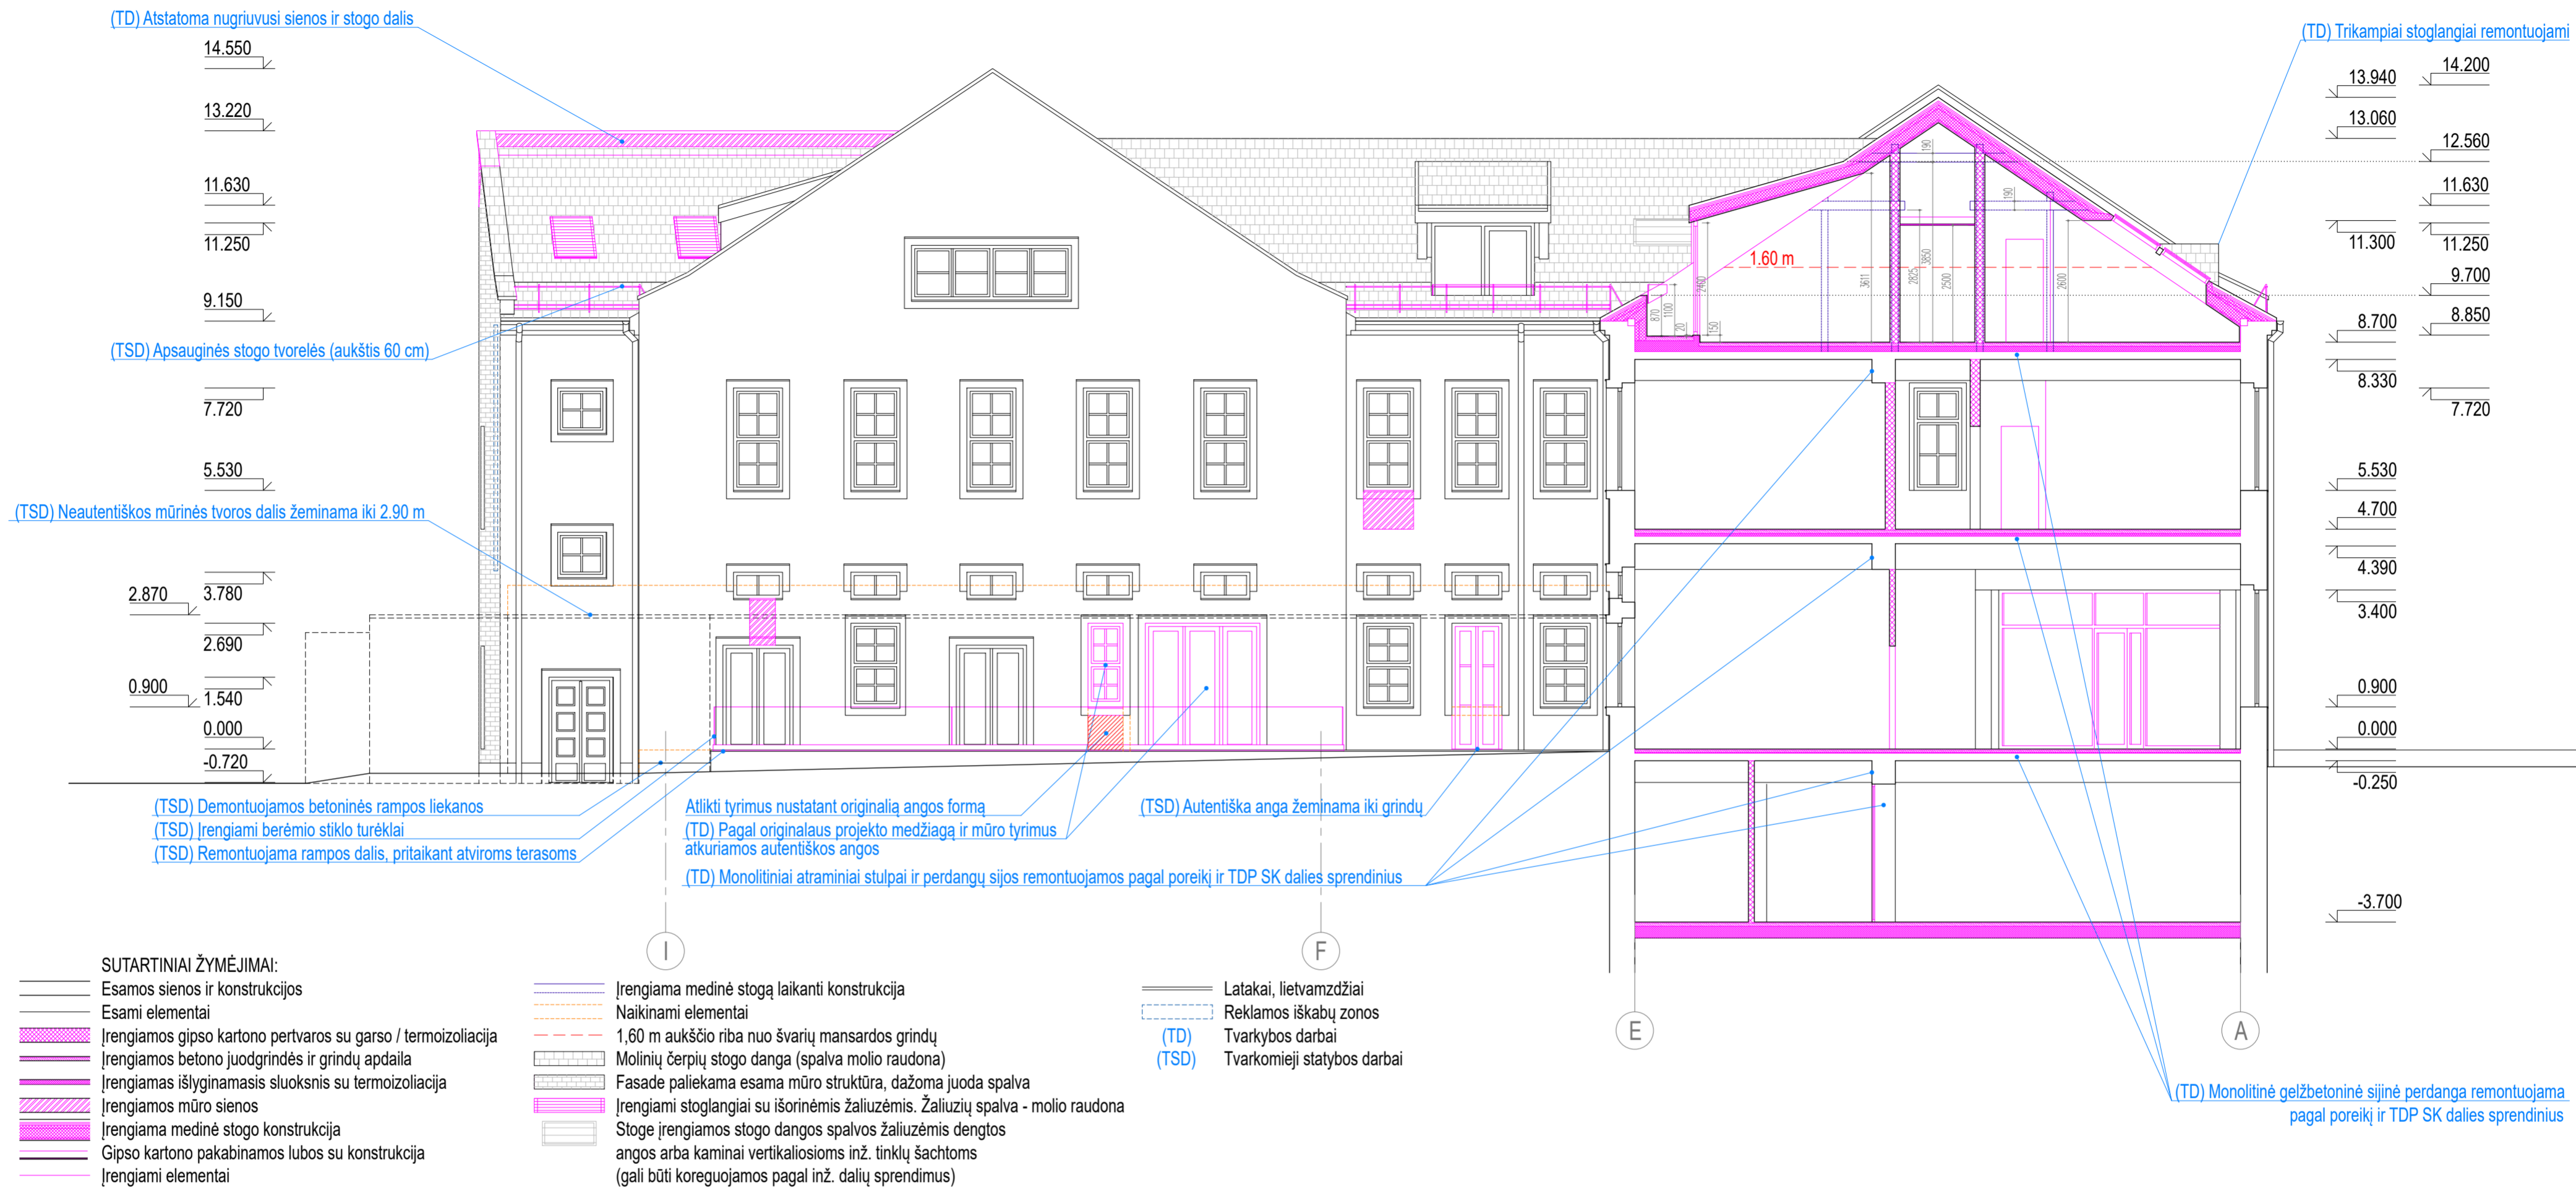 (TD) Atstatoma nugriuvusi sienos ir stogo dalis
(TD) Trikampiai stoglangiai remontuojami
14.550
13.220
11.630
11.250
9.150
(TSD) Apsauginės stogo tvorelės (aukštis 60 cm)
7.720
5.530
(TSD) Neautentiškos mūrinės tvoros dalis žeminama iki 2.90 m
3.780
2.870
2.690
0.900
1.540
0.000
-0.720
1.60 m
190
190
3611
2825
3850
2500
2600
2460
870
1100
20
150
13.940
14.200
13.060
12.560
11.630
11.300
11.250
9.700
8.700
8.850
8.330
7.720
5.530
4.700
4.390
3.400
0.900
0.000
-0.250
-3.700
(TSD) Demontuojamos betoninės rampos liekanos
(TSD) Įrengiami berėmio stiklo turėklai
(TSD) Remontuojama rampos dalis, pritaikant atviroms terasoms
Atlikti tyrimus nustatant originalią angos formą
(TD) Pagal originalaus projekto medžiagą ir mūro tyrimus
atkuriamos autentiškos angos
(TSD) Autentiška anga žeminama iki grindų
(TD) Monolitiniai atraminiai stulpai ir perdangų sijos remontuojamos pagal poreikį ir TDP SK dalies sprendinius
I
F
E
A
(TD) Monolitinė gelžbetoninė sijinė perdanga remontuojama
pagal poreikį ir TDP SK dalies sprendinius
SUTARTINIAI ŽYMĖJIMAI:
Esamos sienos ir konstrukcijos
Esami elementai
Įrengiamos gipso kartono pertvaros su garso / termoizoliacija
Įrengiamos betono juodgrindės ir grindų apdaila
Įrengiamas išlyginamasis sluoksnis su termoizoliacija
Įrengiamos mūro sienos
Įrengiama medinė stogo konstrukcija
Gipso kartono pakabinamos lubos su konstrukcija
Įrengiami elementai
Įrengiama medinė stogą laikanti konstrukcija
Naikinami elementai
1,60 m aukščio riba nuo švarių mansardos grindų
Molinių čerpių stogo danga (spalva molio raudona)
Fasade paliekama esama mūro struktūra, dažoma juoda spalva
Įrengiami stoglangiai su išorinėmis žaliuzėmis. Žaliuzių spalva - molio raudona
Stoge įrengiamos stogo dangos spalvos žaliuzėmis dengtos
angos arba kaminai vertikaliosioms inž. tinklų šachtoms
(gali būti koreguojamos pagal inž. dalių sprendimus)
Latakai, lietvamzdžiai
Reklamos iškabų zonos
(TD) Tvarkybos darbai
(TSD) Tvarkomieji statybos darbai